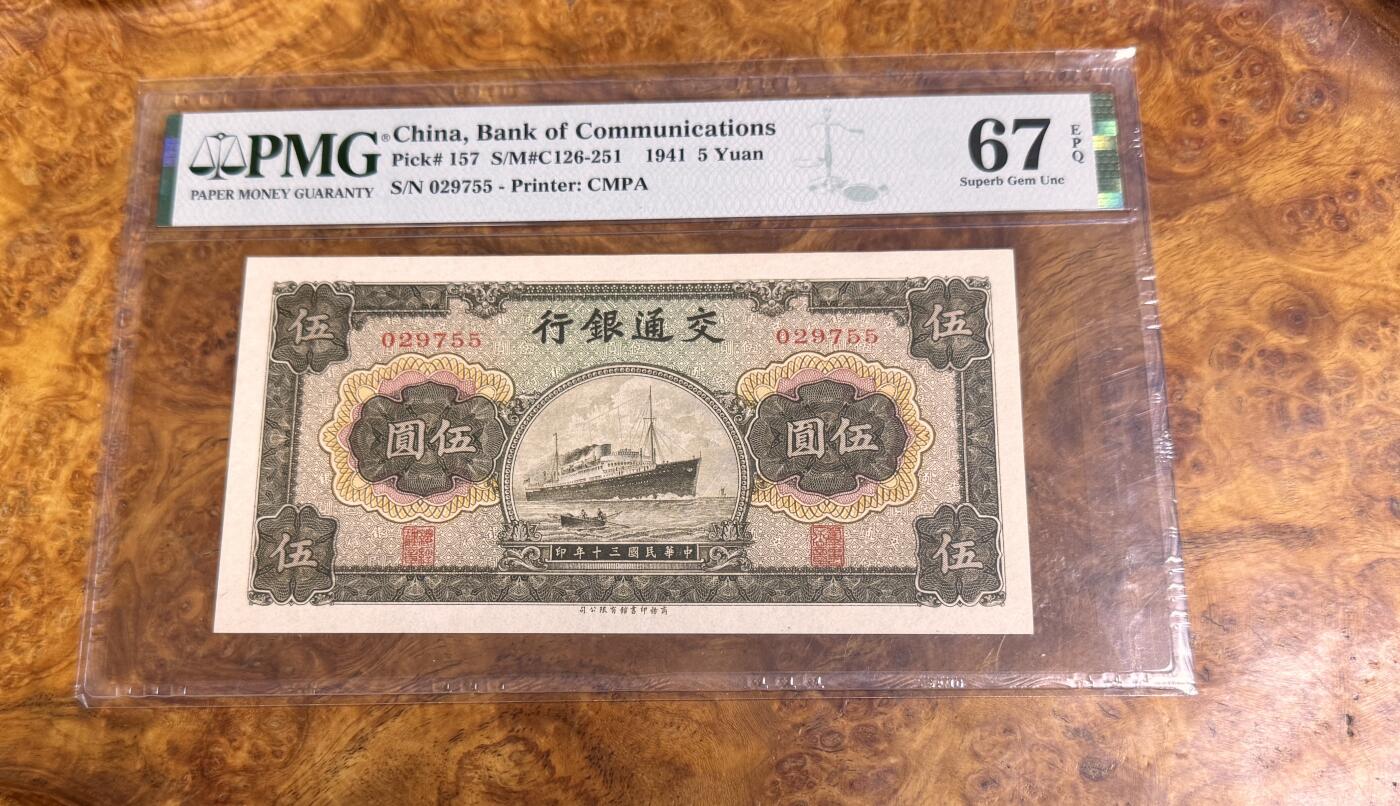 PMG®
PAPER MONEY GUARANTY
China, Bank of Communications
Pick# 157 S/M#C126-251 1941 5 Yuan
S/N 029755 - Printer: CMPA
67
EPQ
Superb Gem Unc
伍
行銀通交
伍
029755
029755
圓伍
圓伍
伍
印年十三國民華中
伍
司公限有館書印務商